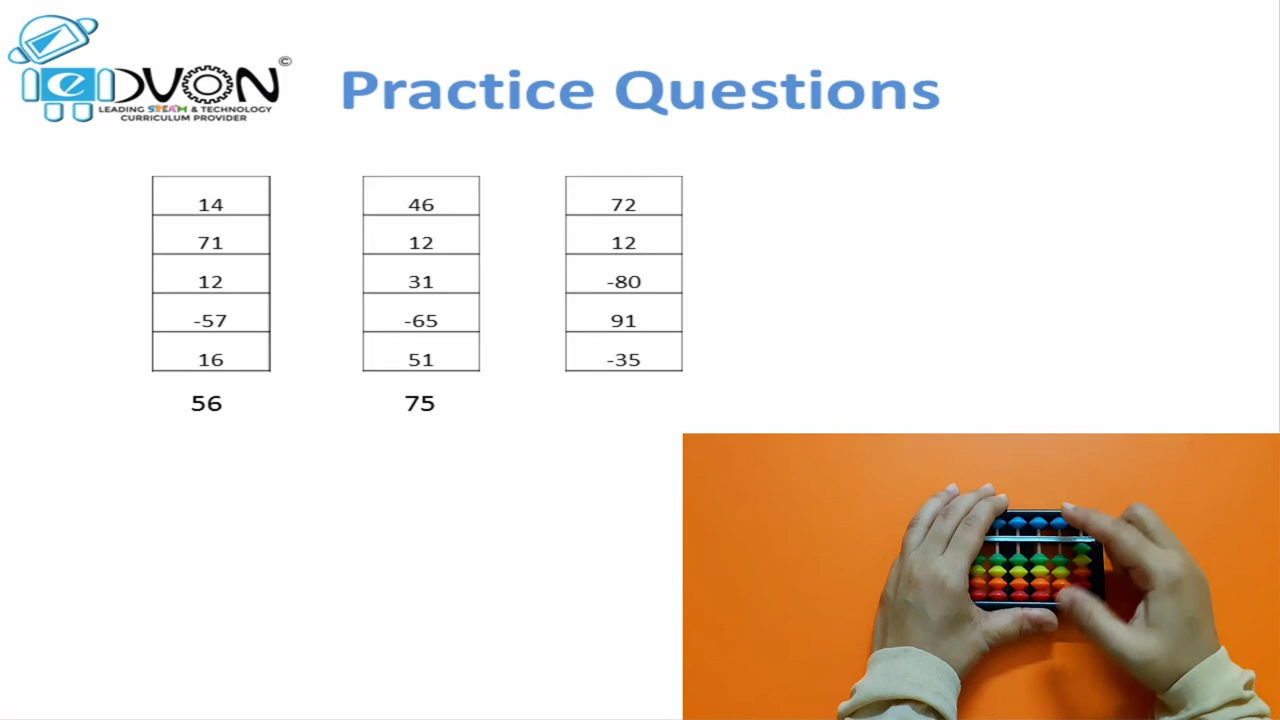 eDVON ©
LEADING STEAM & TECHNOLOGY
CURRICULUM PROVIDER
Practice Questions
14 46 72
71 12 12
12 31 -80
-57 -65 91
16 51 -35
56 75